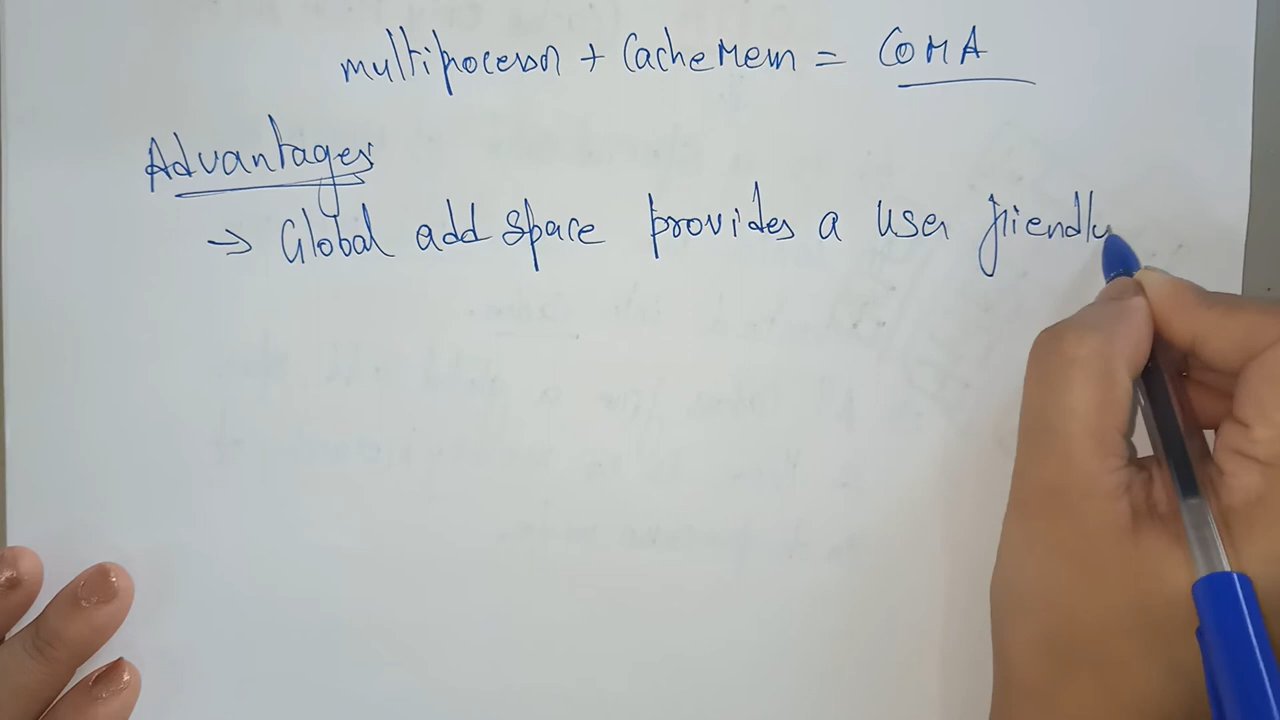 multiprocessor + Cache Mem = COMA
Advantages
→ Global add space provides a user friendly